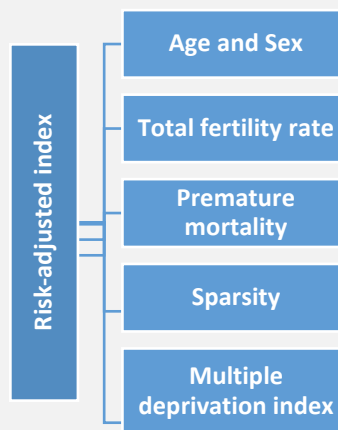 Risk-adjusted index
Age and Sex
Total fertility rate
Premature
mortality
Sparsity
Multiple
deprivation index